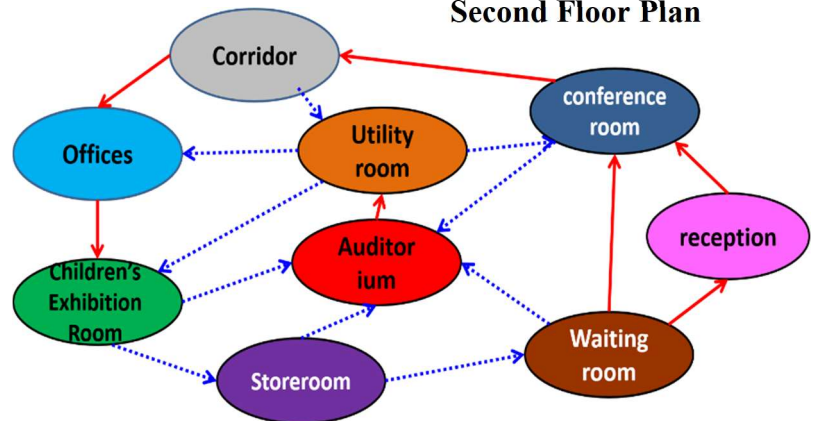 Second Floor Plan
Corridor
conference
room
Utility
room
Offices
reception
Auditor
ium
Children's
Exhibition
Room
Waiting
room
Storeroom